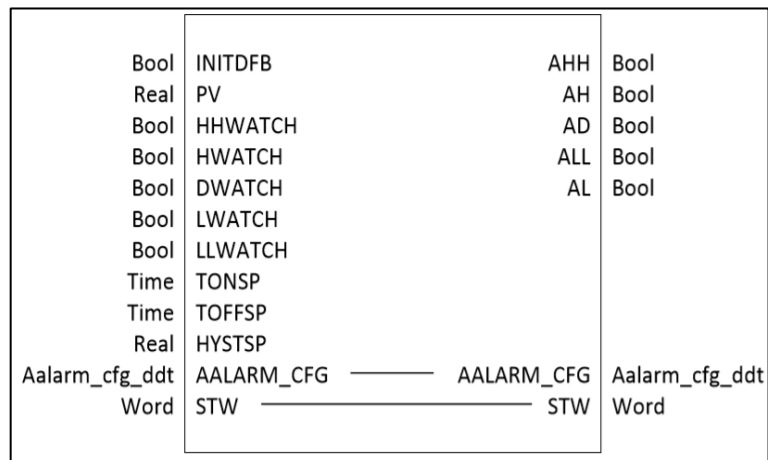 Bool INITDFB AHH Bool
Real PV AH Bool
Bool HHWATCH AD Bool
Bool HWATCH ALL Bool
Bool DWATCH AL Bool
Bool LWATCH
Bool LLWATCH
Time TONSP
Time TOFFSP
Real HYSTSP
Aalarm_cfg_ddt AALARM_CFG AALARM_CFG Aalarm_cfg_ddt
Word STW STW Word